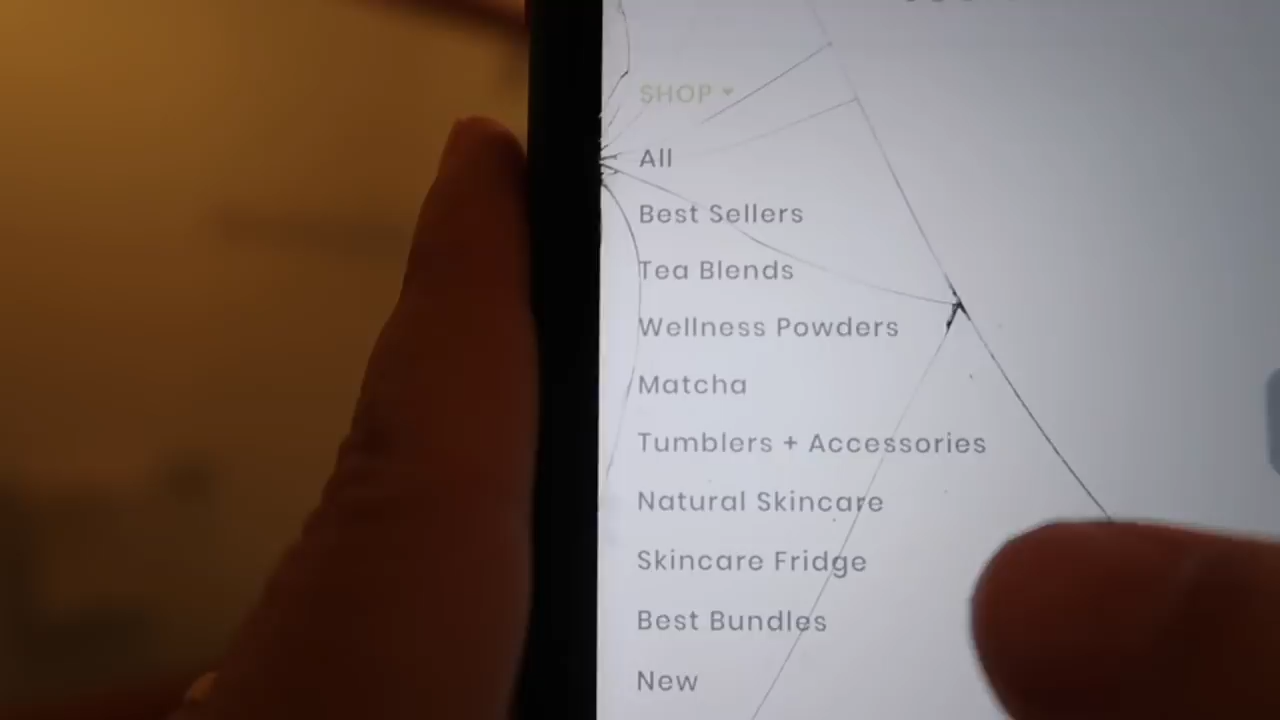 SHOP
All
Best Sellers
Tea Blends
Wellness Powders
Matcha
Tumblers + Accessories
Natural Skincare
Skincare Fridge
Best Bundles
New